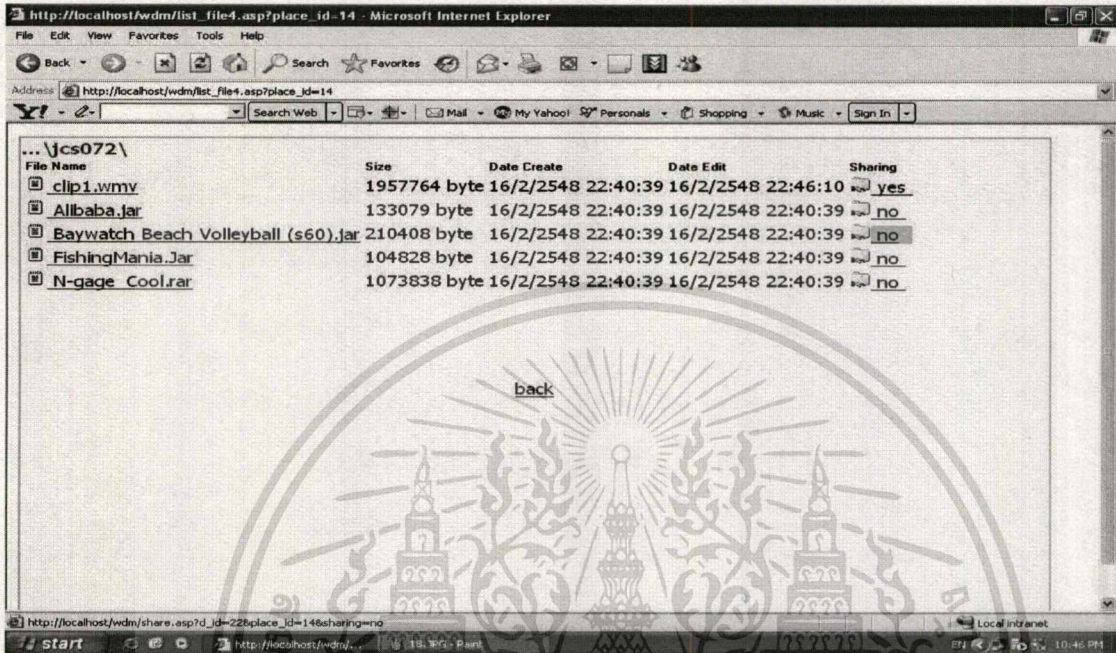 http://localhost/wdm/list_file4.asp?place_id=14 - Microsoft Internet Explorer
File Edit View Favorites Tools Help
Back Search Favorites
Address http://localhost/wdm/list_file4.asp?place_id=14
Y! Search Web Mail My Yahoo! Personals Shopping Music Sign In
...\jcs072\
File Name Size Date Create Date Edit Sharing
clip1.wmv 1957764 byte 16/2/2548 22:40:39 16/2/2548 22:46:10 yes
Alibaba.jar 133079 byte 16/2/2548 22:40:39 16/2/2548 22:40:39 no
Baywatch Beach Volleyball (s60).jar 210408 byte 16/2/2548 22:40:39 16/2/2548 22:40:39 no
FishingMania.Jar 104828 byte 16/2/2548 22:40:39 16/2/2548 22:40:39 no
N-gage Cool.rar 1073838 byte 16/2/2548 22:40:39 16/2/2548 22:40:39 no
back
http://localhost/wdm/share.asp?d_id=22&place_id=14&sharing=no Local intranet
start http://localhost/wdm/... 18.JPG - Paint EN 10:46 PM